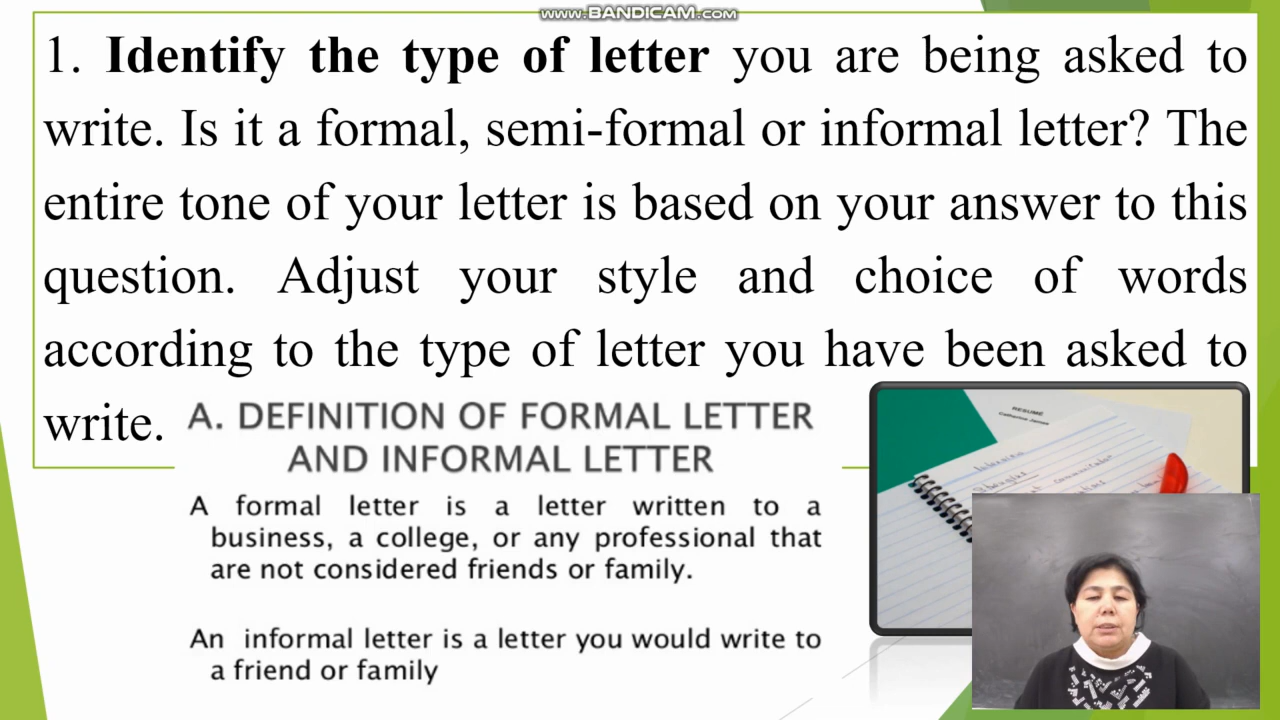 www.BANDICAM.com
1. Identify the type of letter you are being asked to
write. Is it a formal, semi-formal or informal letter? The
entire tone of your letter is based on your answer to this
question. Adjust your style and choice of words
according to the type of letter you have been asked to
write.
A. DEFINITION OF FORMAL LETTER
AND INFORMAL LETTER
A formal letter is a letter written to a
business, a college, or any professional that
are not considered friends or family.
An informal letter is a letter you would write to
a friend or family
RESUMÉ
Catherine Jones